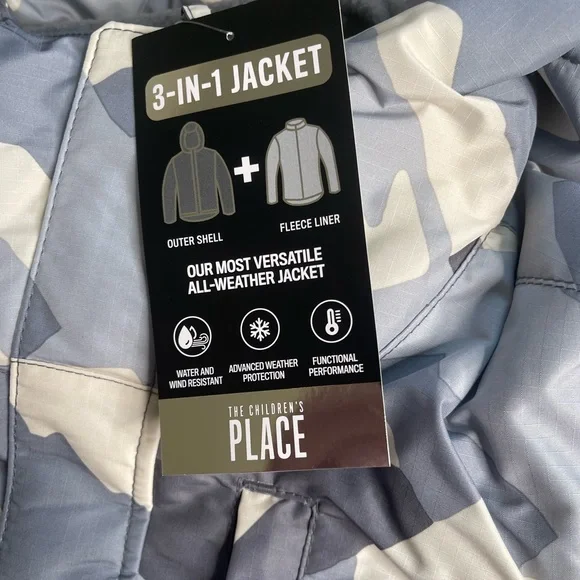 3-IN-1 JACKET
OUTER SHELL
+
FLEECE LINER
OUR MOST VERSATILE
ALL-WEATHER JACKET
WATER AND
WIND RESISTANT
ADVANCED WEATHER
PROTECTION
FUNCTIONAL
PERFORMANCE
THE CHILDREN'S
PLACE